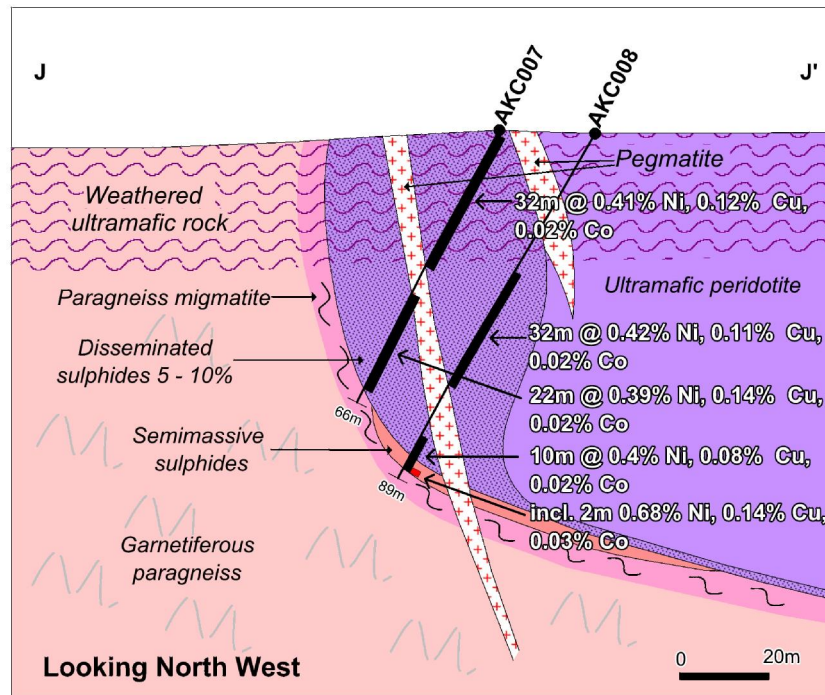 J
J'
AKC007
AKC008
Pegmatite
Weathered
ultramafic rock
32m @ 0.41% Ni, 0.12% Cu,
0.02% Co
Paragneiss migmatite
Ultramafic peridotite
Disseminated
sulphides 5 - 10%
32m @ 0.42% Ni, 0.11% Cu,
0.02% Co
22m @ 0.39% Ni, 0.14% Cu,
0.02% Co
66m
Semimassive
sulphides
10m @ 0.4% Ni, 0.08% Cu,
0.02% Co
89m
incl. 2m 0.68% Ni, 0.14% Cu,
0.03% Co
Garnetiferous
paragneiss
Looking North West
0 20m